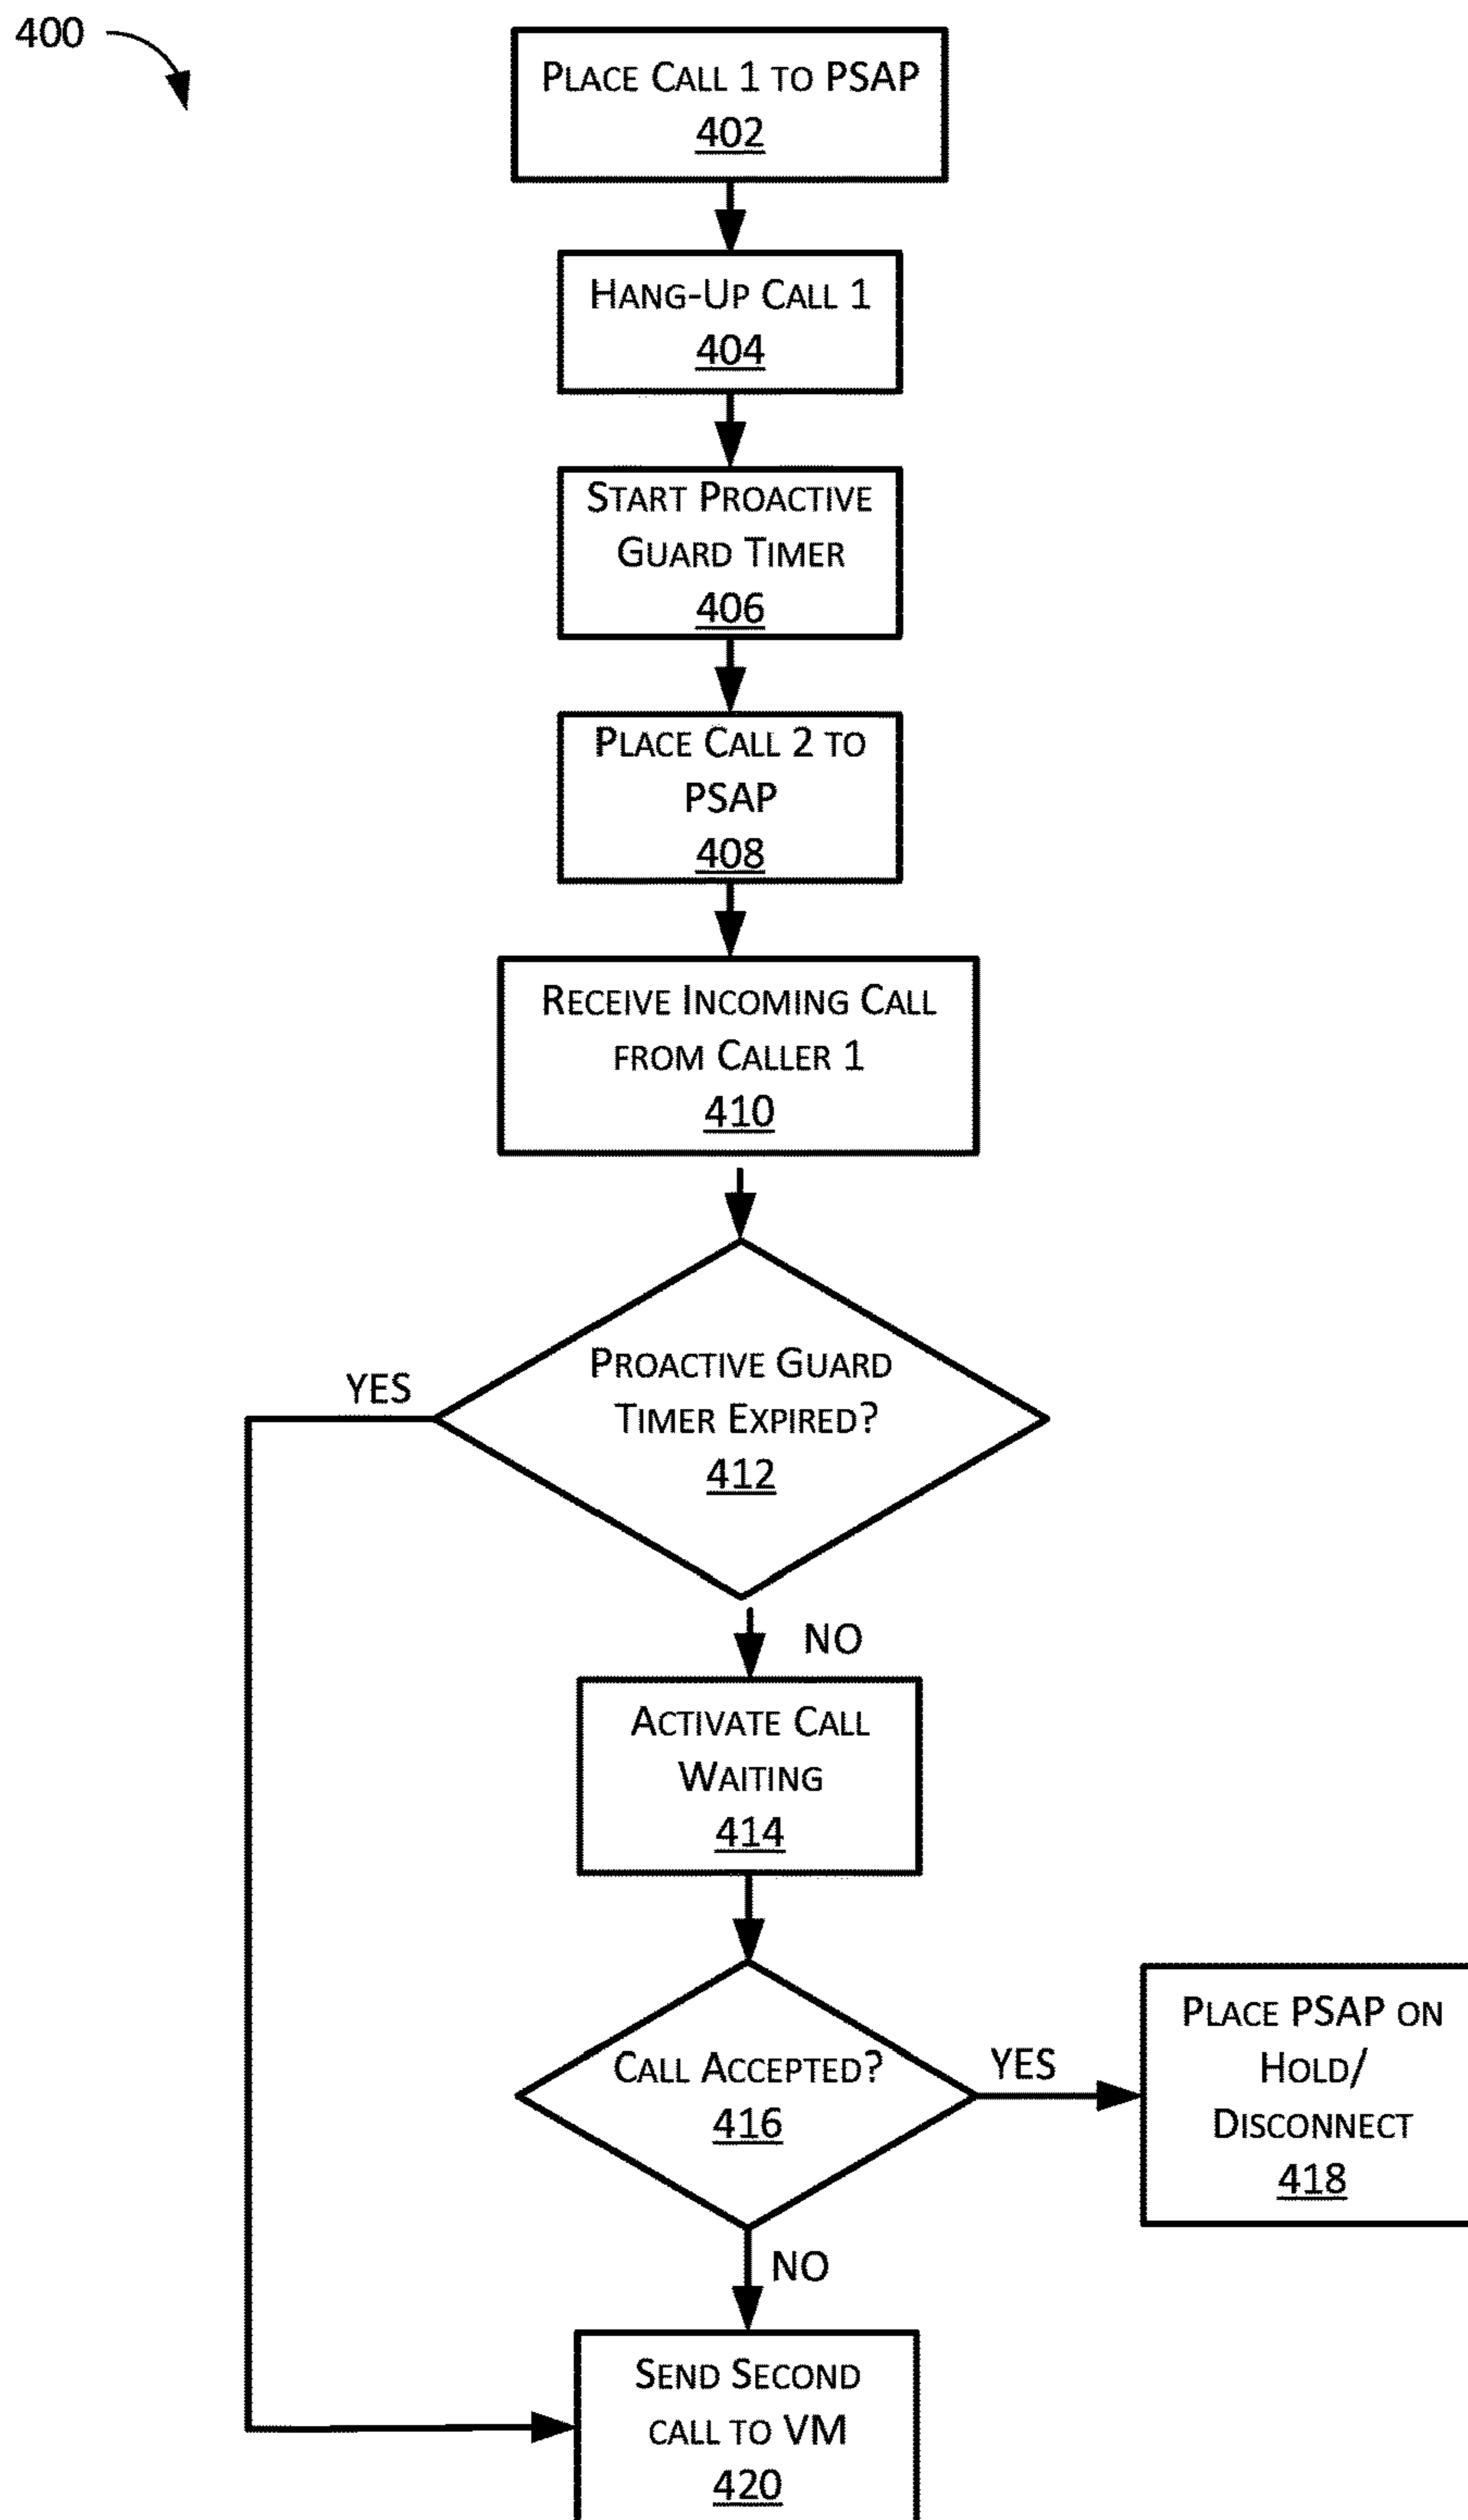 400
PLACE CALL 1 TO PSAP
402
HANG-UP CALL 1
404
START PROACTIVE
GUARD TIMER
406
PLACE CALL 2 TO
PSAP
408
RECEIVE INCOMING CALL
FROM CALLER 1
410
PROACTIVE GUARD
TIMER EXPIRED?
412
YES
NO
ACTIVATE CALL
WAITING
414
CALL ACCEPTED?
416
YES
PLACE PSAP ON
HOLD/
DISCONNECT
418
NO
SEND SECOND
CALL TO VM
420